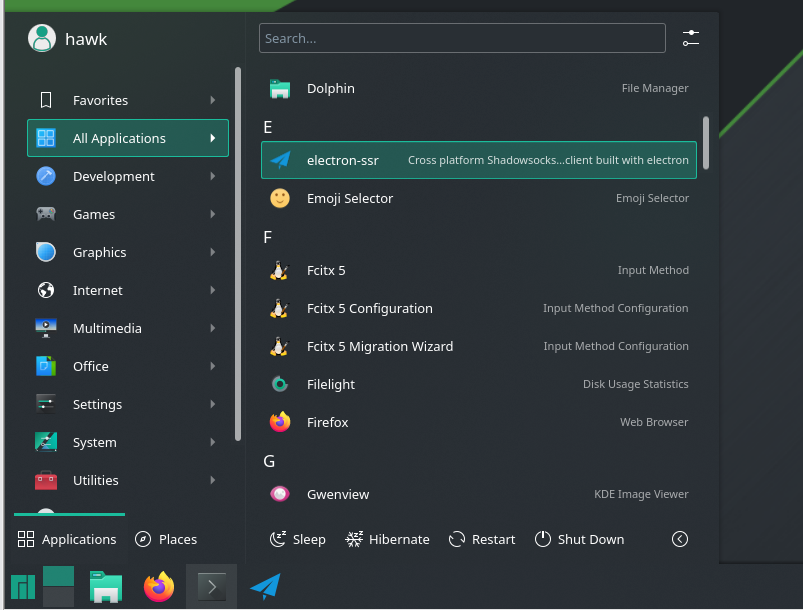 hawk
Search...
Favorites
All Applications
Development
Games
Graphics
Internet
Multimedia
Office
Settings
System
Utilities
Dolphin File Manager
E
electron-ssr Cross platform Shadowsocks...client built with electron
Emoji Selector Emoji Selector
F
Fcitx 5 Input Method
Fcitx 5 Configuration Input Method Configuration
Fcitx 5 Migration Wizard Input Method Configuration
Filelight Disk Usage Statistics
Firefox Web Browser
G
Gwenview KDE Image Viewer
Applications Places Sleep Hibernate Restart Shut Down